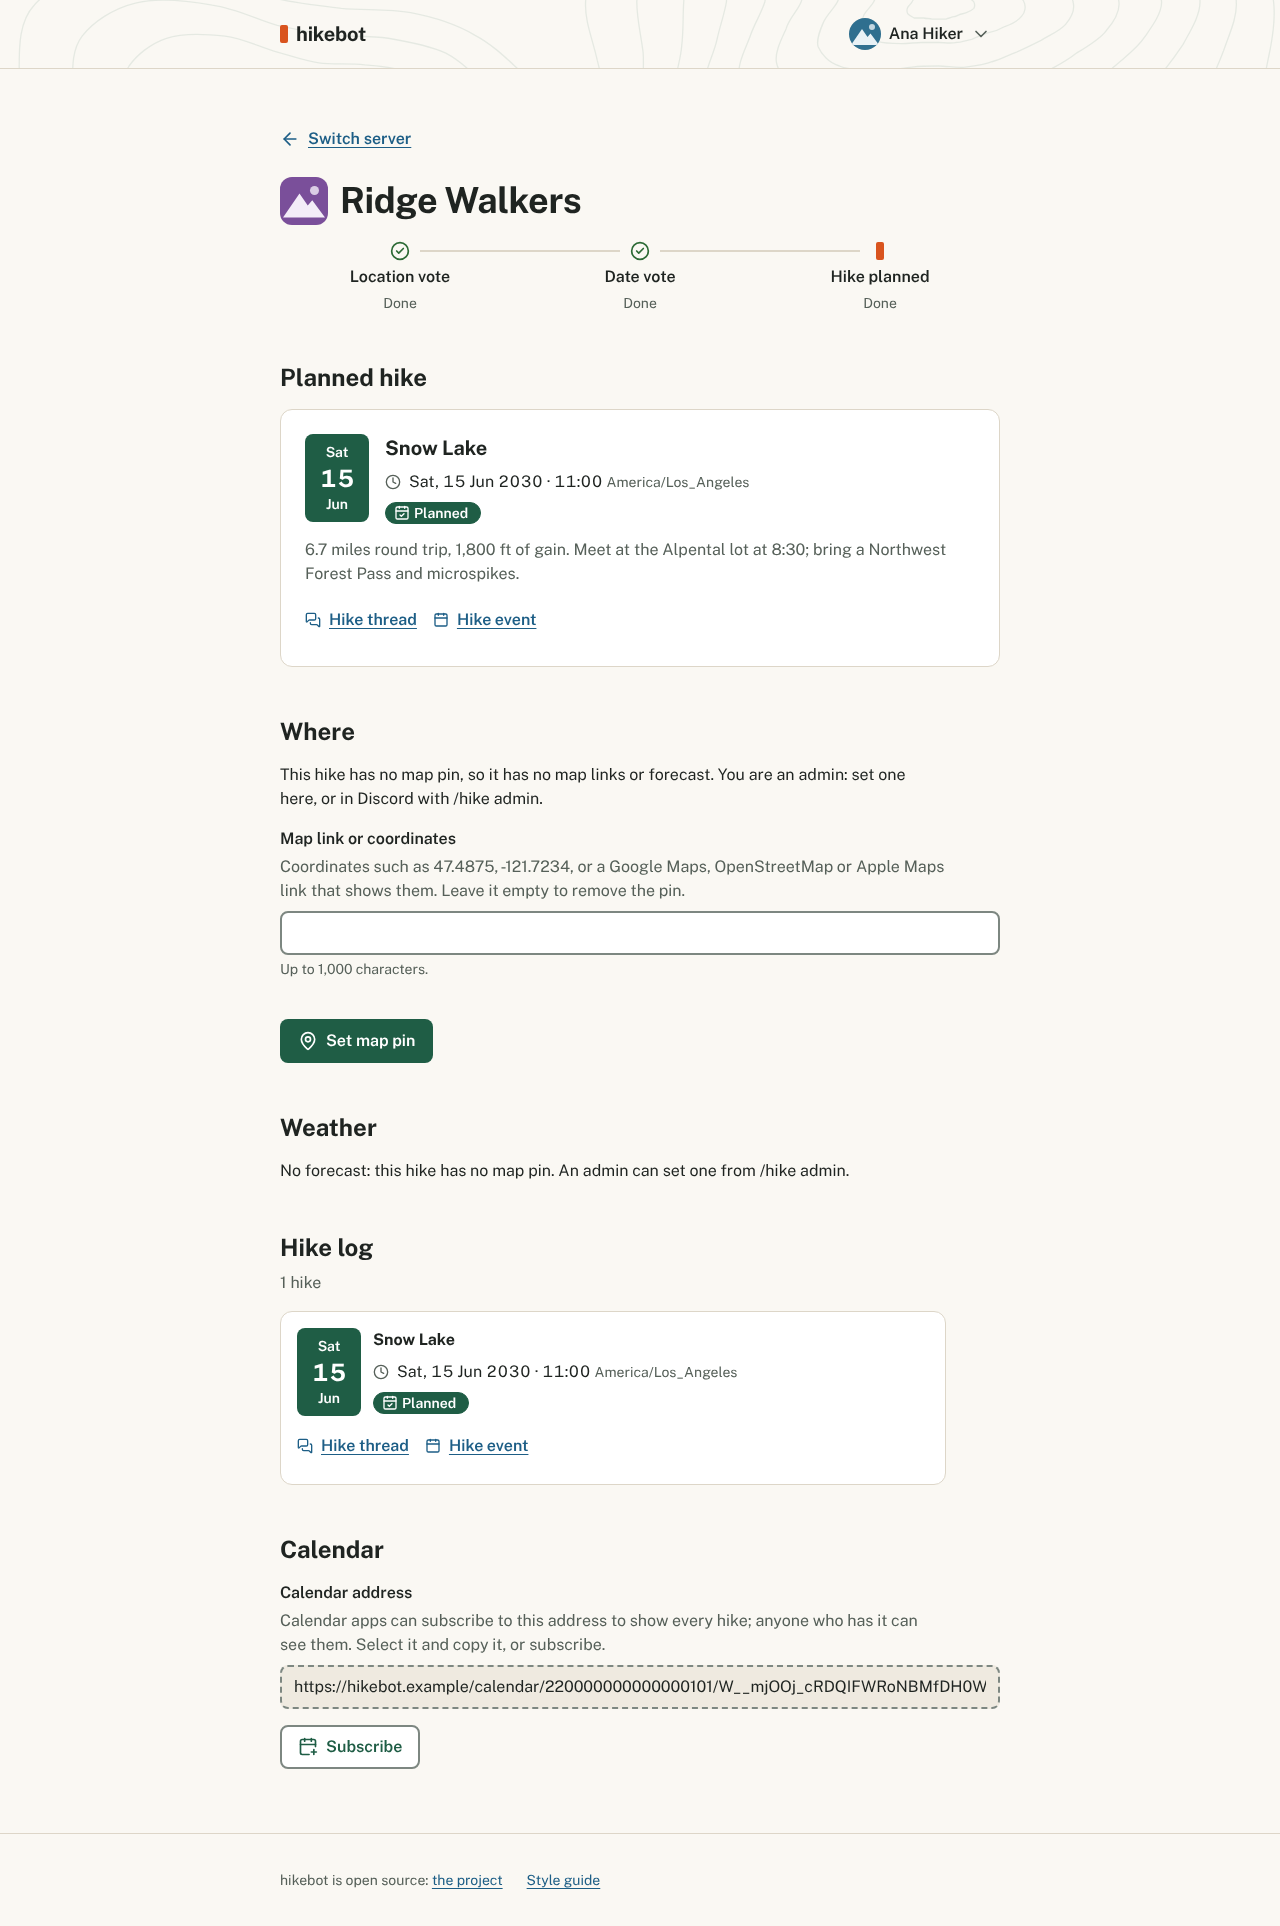 hikebot
Ana Hiker
Switch server
Ridge Walkers
Location vote
Date vote
Hike planned
Done
Done
Done
Planned hike
Sat
15
Jun
Snow Lake
Sat, 15 Jun 2030 · 11:00 America/Los_Angeles
Planned
6.7 miles round trip, 1,800 ft of gain. Meet at the Alpental lot at 8:30; bring a Northwest
Forest Pass and microspikes.
Hike thread
Hike event
Where
This hike has no map pin, so it has no map links or forecast. You are an admin: set one
here, or in Discord with /hike admin.
Map link or coordinates
Coordinates such as 47.4875, -121.7234, or a Google Maps, OpenStreetMap or Apple Maps
link that shows them. Leave it empty to remove the pin.
Up to 1,000 characters.
Set map pin
Weather
No forecast: this hike has no map pin. An admin can set one from /hike admin.
Hike log
1 hike
Sat
15
Jun
Snow Lake
Sat, 15 Jun 2030 · 11:00 America/Los_Angeles
Planned
Hike thread
Hike event
Calendar
Calendar address
Calendar apps can subscribe to this address to show every hike; anyone who has it can
see them. Select it and copy it, or subscribe.
https://hikebot.example/calendar/220000000000000101/W__mjOOj_cRDQIFWRoNBMfDH0W
Subscribe
hikebot is open source: the project
Style guide